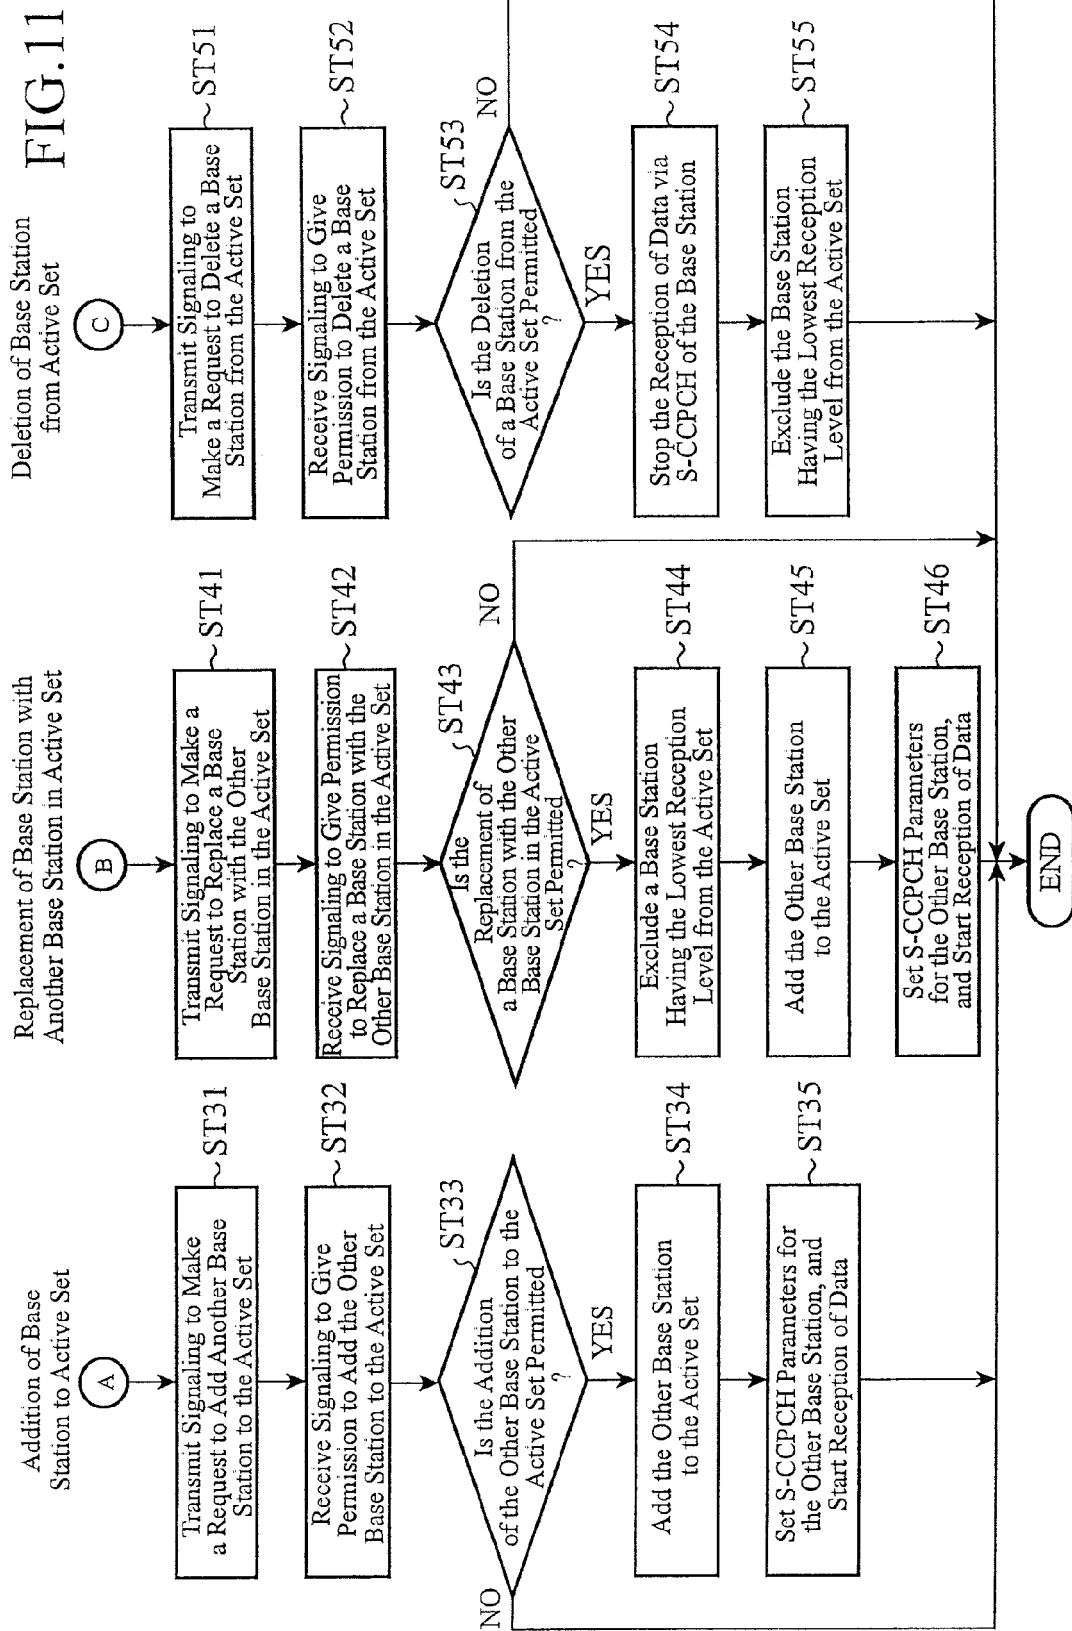 FIG.11
Addition of Base
Station to Active Set
A
Transmit Signaling to Make
a Request to Add Another Base
Station to the Active Set
ST31
Receive Signaling to Give
Permission to Add the Other
Base Station to the Active Set
ST32
Is the Addition
of the Other Base Station to the
Active Set Permitted
?
ST33
NO
YES
Add the Other Base Station
to the Active Set
ST34
Set S-CCPCH Parameters for
the Other Base Station, and
Start Reception of Data
ST35
Replacement of Base Station with
Another Base Station in Active Set
B
Transmit Signaling to Make a
Request to Replace a Base
Station with the Other
Base Station in the Active Set
ST41
Receive Signaling to Give Permission
to Replace a Base Station with the
Other Base Station in the Active Set
ST42
Is the
Replacement of
a Base Station with the Other
Base Station in the Active
Set Permitted
?
ST43
NO
YES
Exclude a Base Station
Having the Lowest Reception
Level from the Active Set
ST44
Add the Other Base Station
to the Active Set
ST45
Set S-CCPCH Parameters
for the Other Base Station,
and Start Reception of Data
ST46
Deletion of Base Station
from Active Set
C
Transmit Signaling to
Make a Request to Delete a Base
Station from the Active Set
ST51
Receive Signaling to Give
Permission to Delete a Base
Station from the Active Set
ST52
Is the Deletion
of a Base Station from the
Active Set Permitted
?
ST53
NO
YES
Stop the Reception of Data via
S-CCPCH of the Base Station
ST54
Exclude the Base Station
Having the Lowest Reception
Level from the Active Set
ST55
END